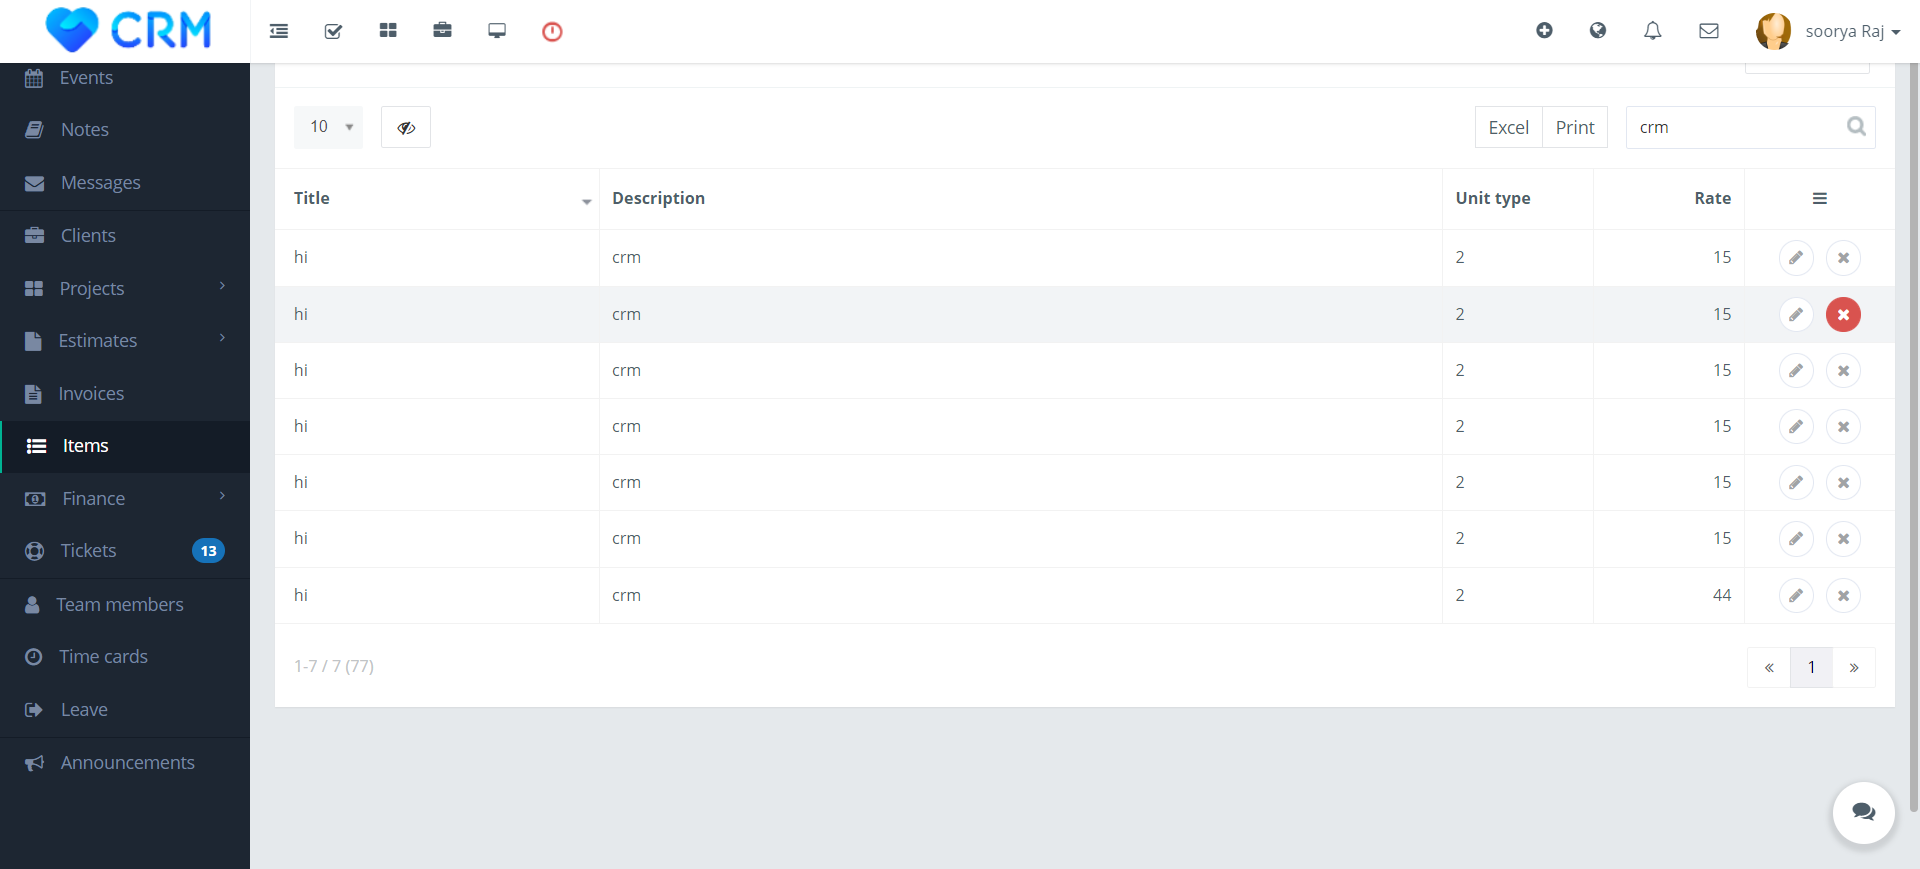 CRM
soorya Raj
Events
Notes
Messages
Clients
Projects
Estimates
Invoices
Items
Finance
Tickets 13
Team members
Time cards
Leave
Announcements
10
Excel Print crm
Title Description Unit type Rate
hi crm 2 15
hi crm 2 15
hi crm 2 15
hi crm 2 15
hi crm 2 15
hi crm 2 15
hi crm 2 44
1-7 / 7 (77)
« 1 »